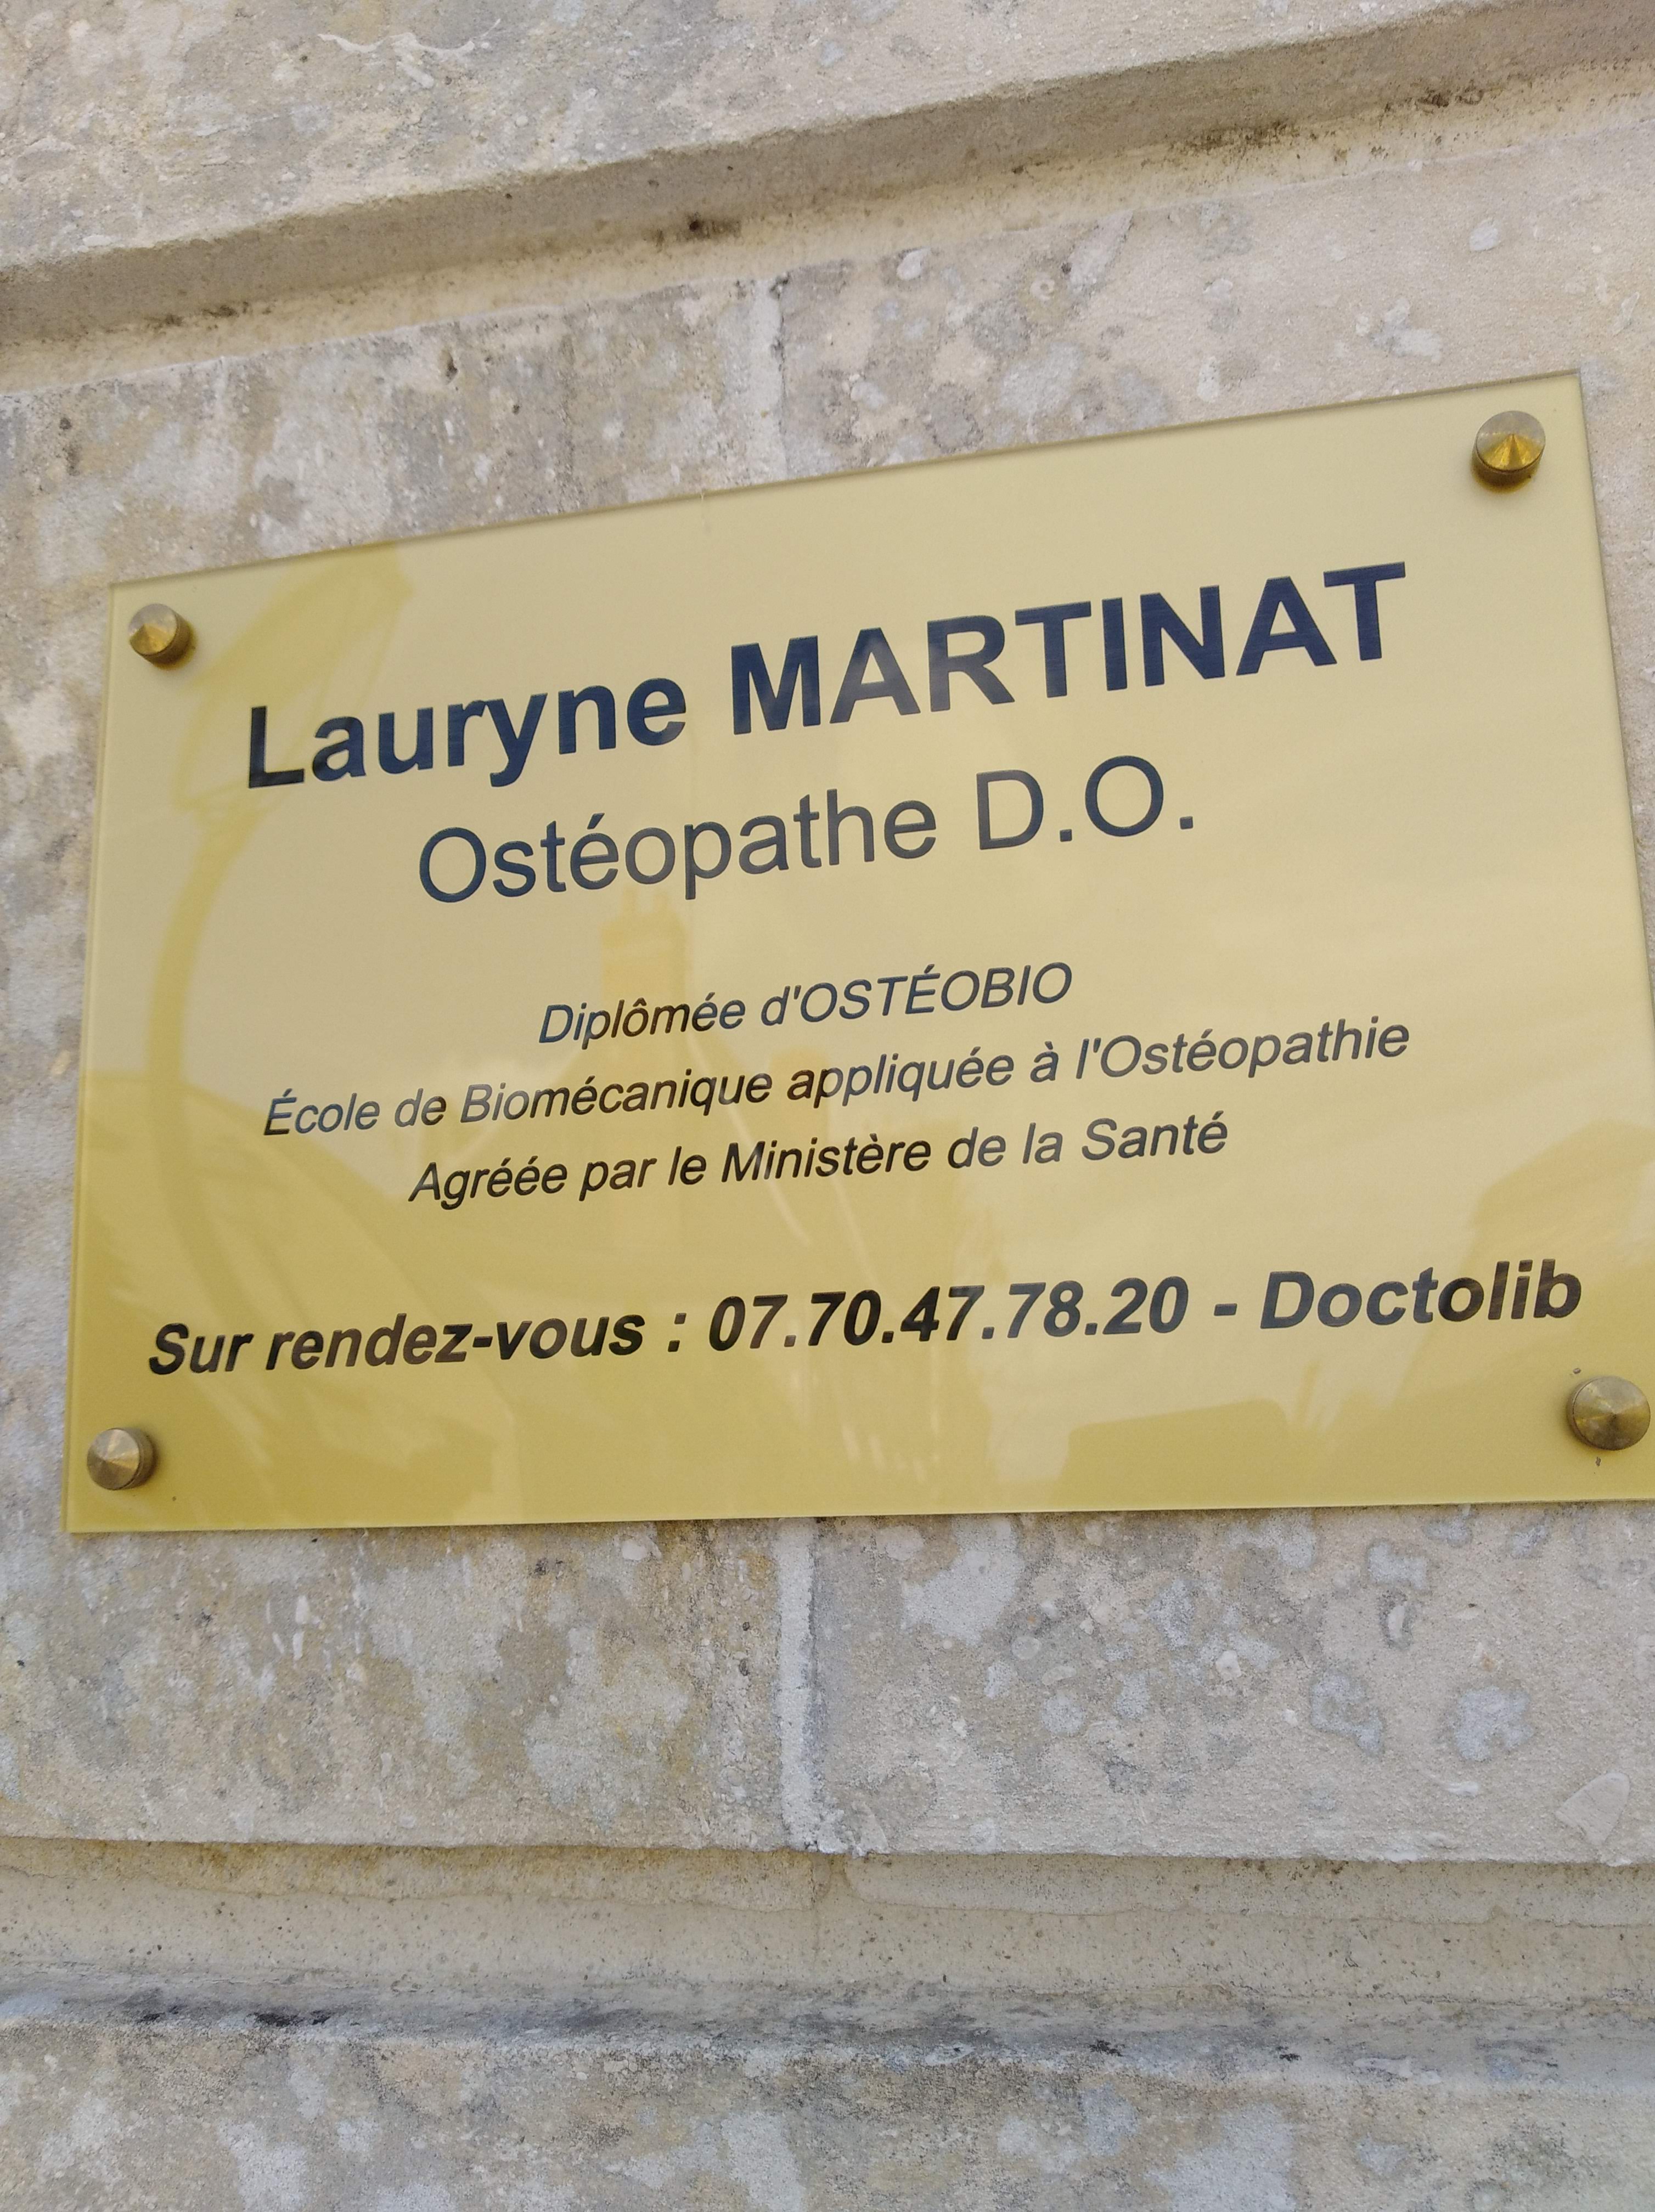 Lauryne MARTINAT
Ostéopathe D.O.
Diplômée d'OSTÉOBIO
École de Biomécanique appliquée à l'Ostéopathie
Agréée par le Ministère de la Santé
Sur rendez-vous : 07.70.47.78.20 - Doctolib